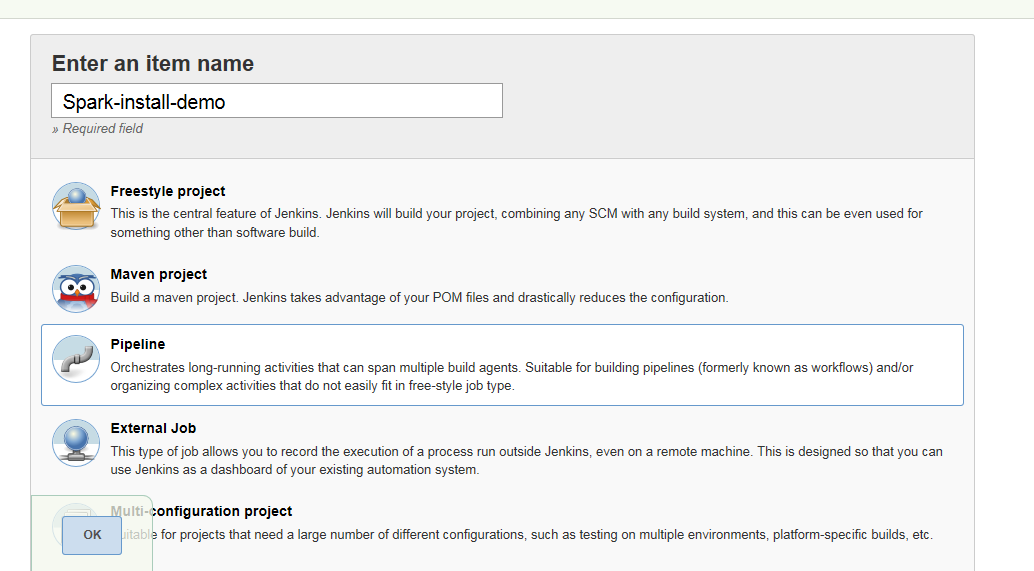 Enter an item name
Spark-install-demo
» Required field
Freestyle project
This is the central feature of Jenkins. Jenkins will build your project, combining any SCM with any build system, and this can be even used for
something other than software build.
Maven project
Build a maven project. Jenkins takes advantage of your POM files and drastically reduces the configuration.
Pipeline
Orchestrates long-running activities that can span multiple build agents. Suitable for building pipelines (formerly known as workflows) and/or
organizing complex activities that do not easily fit in free-style job type.
External Job
This type of job allows you to record the execution of a process run outside Jenkins, even on a remote machine. This is designed so that you can
use Jenkins as a dashboard of your existing automation system.
Multi-configuration project
OK
Suitable for projects that need a large number of different configurations, such as testing on multiple environments, platform-specific builds, etc.